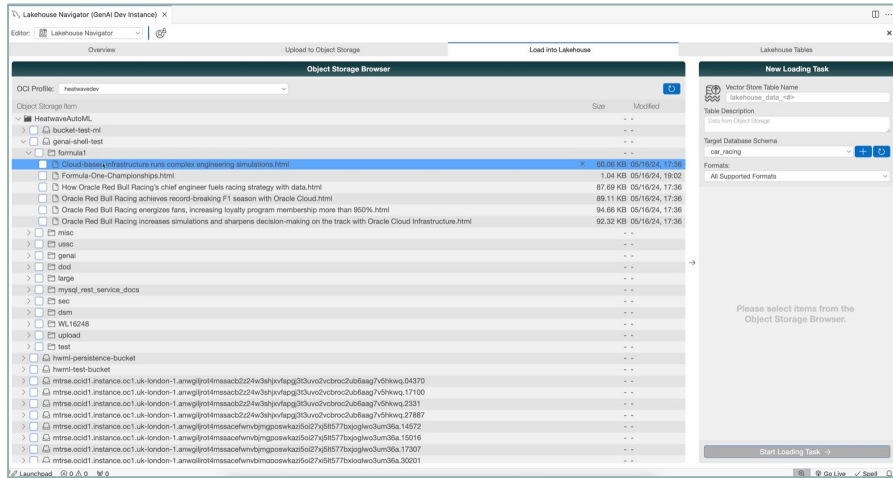 Lakehouse Navigator (GenAI Dev Instance)
Editor: Lakehouse Navigator
Overview
Upload to Object Storage
Load into Lakehouse
Lakehouse Tables
Object Storage Browser
OCI Profile: heatwavedev
Object Storage Item Size Modified
HeatwaveAutoML - -
bucket-test-ml - -
genai-shell-test - -
formula1 - -
Cloud-based infrastructure runs complex engineering simulations.html 60.06 KB 05/16/24, 17:36
Formula-One-Championships.html 1.04 KB 05/16/24, 19:02
How Oracle Red Bull Racing's chief engineer fuels racing strategy with data.html 87.69 KB 05/16/24, 17:36
Oracle Red Bull Racing achieves record-breaking F1 season with Oracle Cloud.html 89.11 KB 05/16/24, 17:36
Oracle Red Bull Racing energizes fans, increasing loyalty program membership more than 950%.html 94.66 KB 05/16/24, 17:36
Oracle Red Bull Racing increases simulations and sharpens decision-making on the track with Oracle Cloud Infrastructure.html 92.32 KB 05/16/24, 17:36
misc - -
ussc - -
genai - -
dod - -
large - -
mysql_rest_service_docs - -
sec - -
dsm - -
WL16248 - -
upload - -
test - -
hwml-persistence-bucket - -
hwml-test-bucket - -
New Loading Task
Vector Store Table Name
lakehouse_data_<#>
Table Description
Data from Object Storage
Target Database Schema
car_racing
Formats:
All Supported Formats
Please select items from the
Object Storage Browser.
Start Loading Task →
Launchpad 0 0 0
Go Live Spell